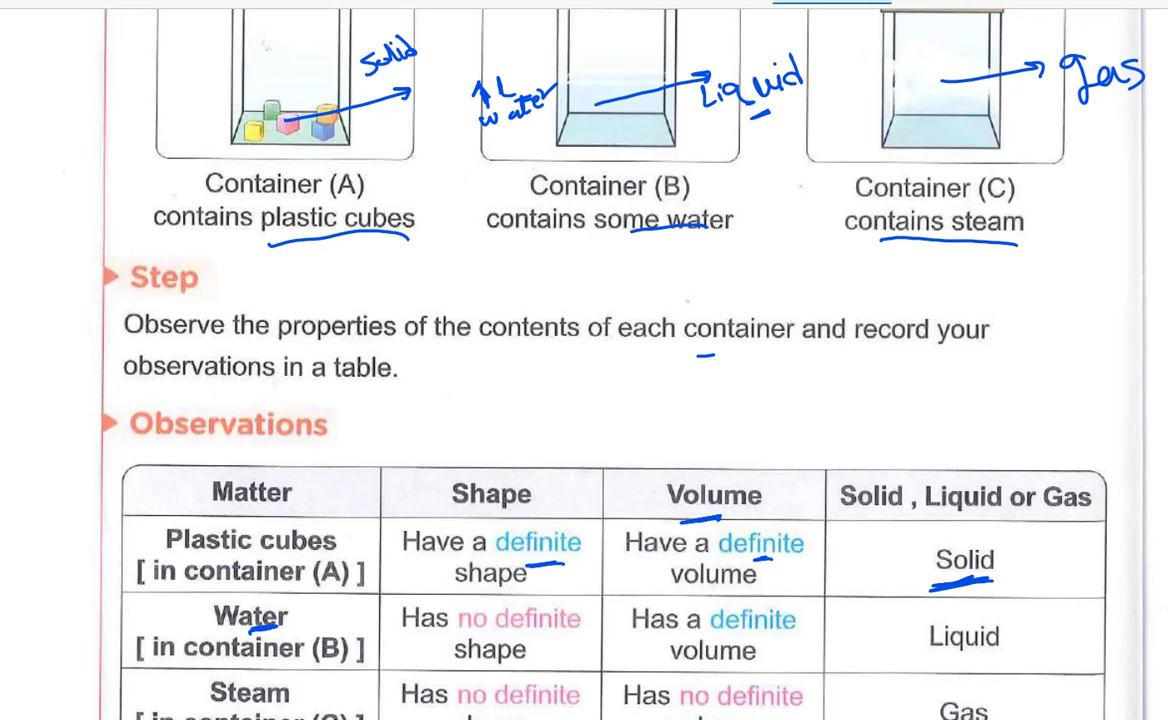 Solid
1 L
water
Liquid
gas
Container (A)
contains plastic cubes
Container (B)
contains some water
Container (C)
contains steam
Step
Observe the properties of the contents of each container and record your
observations in a table.
Observations
Matter Shape Volume Solid , Liquid or Gas
Plastic cubes
[ in container (A) ]
Have a definite
shape
Have a definite
volume
Solid
Water
[ in container (B) ]
Has no definite
shape
Has a definite
volume
Liquid
Steam
Has no definite
Has no definite
Gas